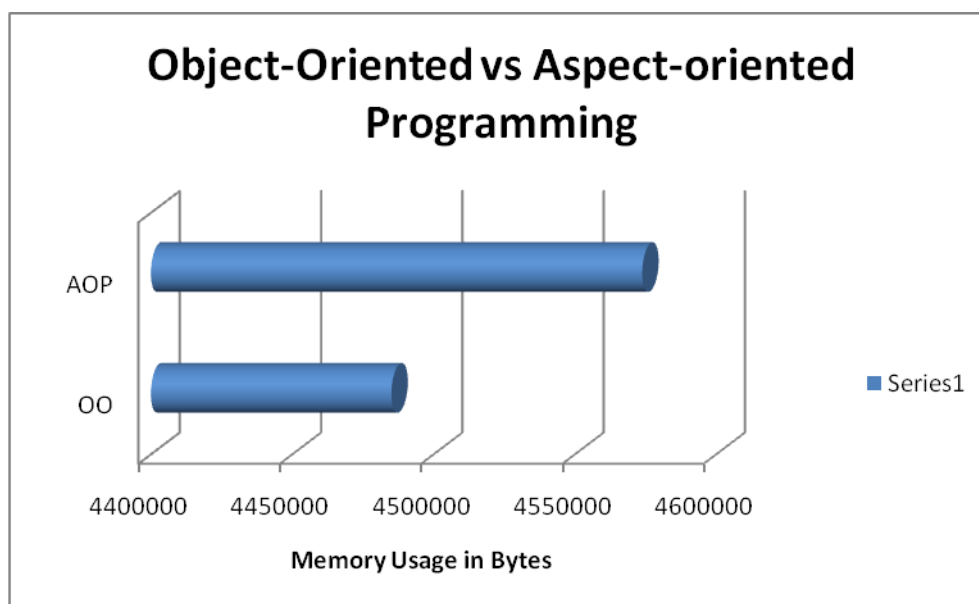 Object-Oriented vs Aspect-oriented
Programming
AOP
OO
Series1
4400000 4450000 4500000 4550000 4600000
Memory Usage in Bytes